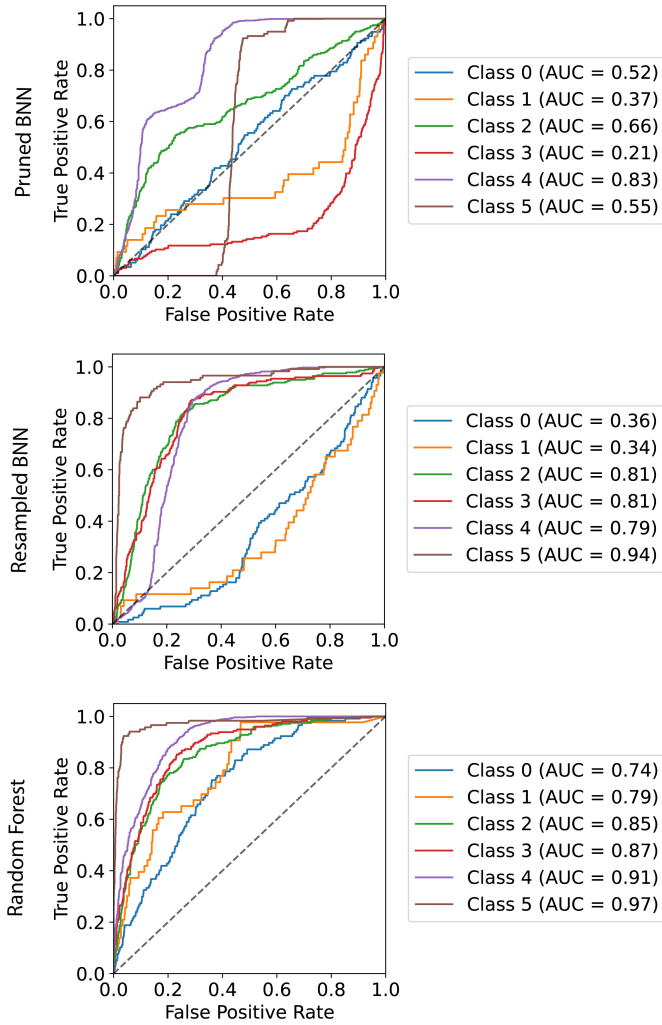 Pruned BNN
True Positive Rate
1.0
0.8
0.6
0.4
0.2
0.0
0.0 0.2 0.4 0.6 0.8 1.0
False Positive Rate
Class 0 (AUC = 0.52)
Class 1 (AUC = 0.37)
Class 2 (AUC = 0.66)
Class 3 (AUC = 0.21)
Class 4 (AUC = 0.83)
Class 5 (AUC = 0.55)
Resampled BNN
True Positive Rate
1.0
0.8
0.6
0.4
0.2
0.0
0.0 0.2 0.4 0.6 0.8 1.0
False Positive Rate
Class 0 (AUC = 0.36)
Class 1 (AUC = 0.34)
Class 2 (AUC = 0.81)
Class 3 (AUC = 0.81)
Class 4 (AUC = 0.79)
Class 5 (AUC = 0.94)
Random Forest
True Positive Rate
1.0
0.8
0.6
0.4
0.2
0.0
0.0 0.2 0.4 0.6 0.8 1.0
False Positive Rate
Class 0 (AUC = 0.74)
Class 1 (AUC = 0.79)
Class 2 (AUC = 0.85)
Class 3 (AUC = 0.87)
Class 4 (AUC = 0.91)
Class 5 (AUC = 0.97)